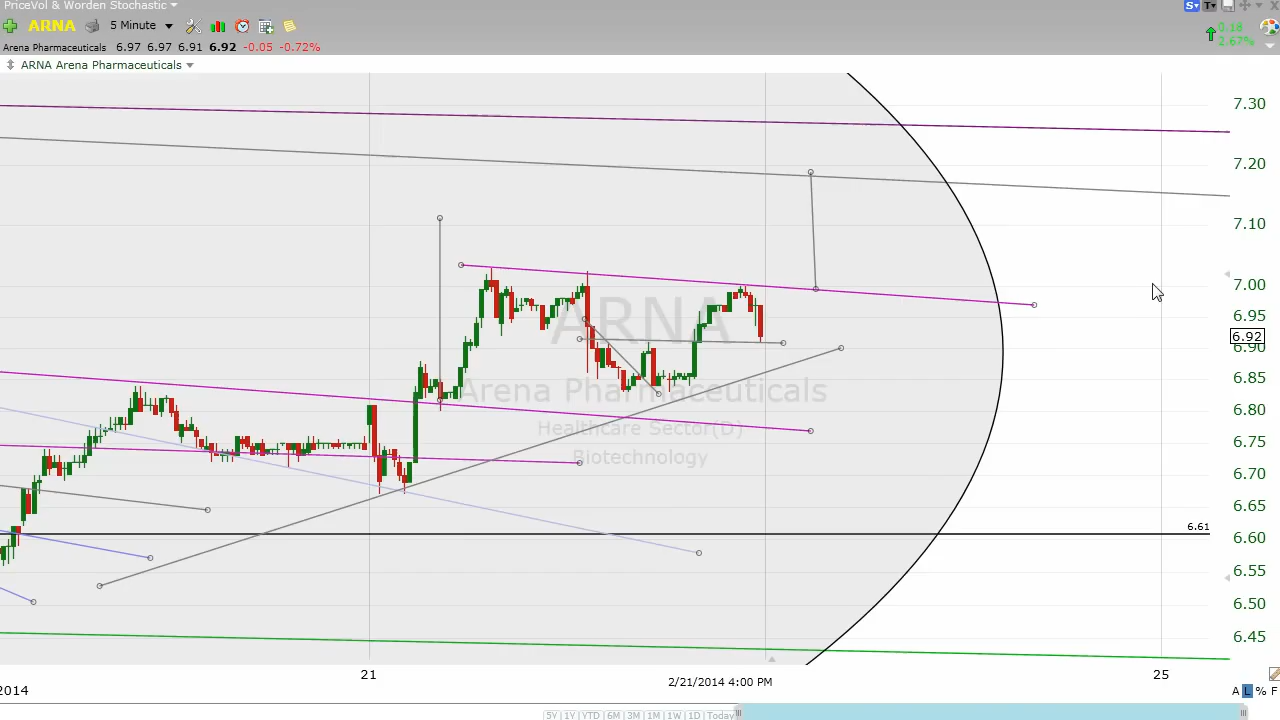 PriceVol & Worden Stochastic
S T
ARNA 5 Minute
0.18
2.67%
Arena Pharmaceuticals 6.97 6.97 6.91 6.92 -0.05 -0.72%
ARNA Arena Pharmaceuticals
7.30
7.20
7.10
7.00
6.95
6.92
6.90
6.85
6.80
6.75
6.70
6.65
6.61
6.60
6.55
6.50
6.45
ARNA
Arena Pharmaceuticals
Healthcare Sector(D)
Biotechnology
2014
21
2/21/2014 4:00 PM
25
A L % F
5Y 1Y YTD 6M 3M 1M 1W 1D Today